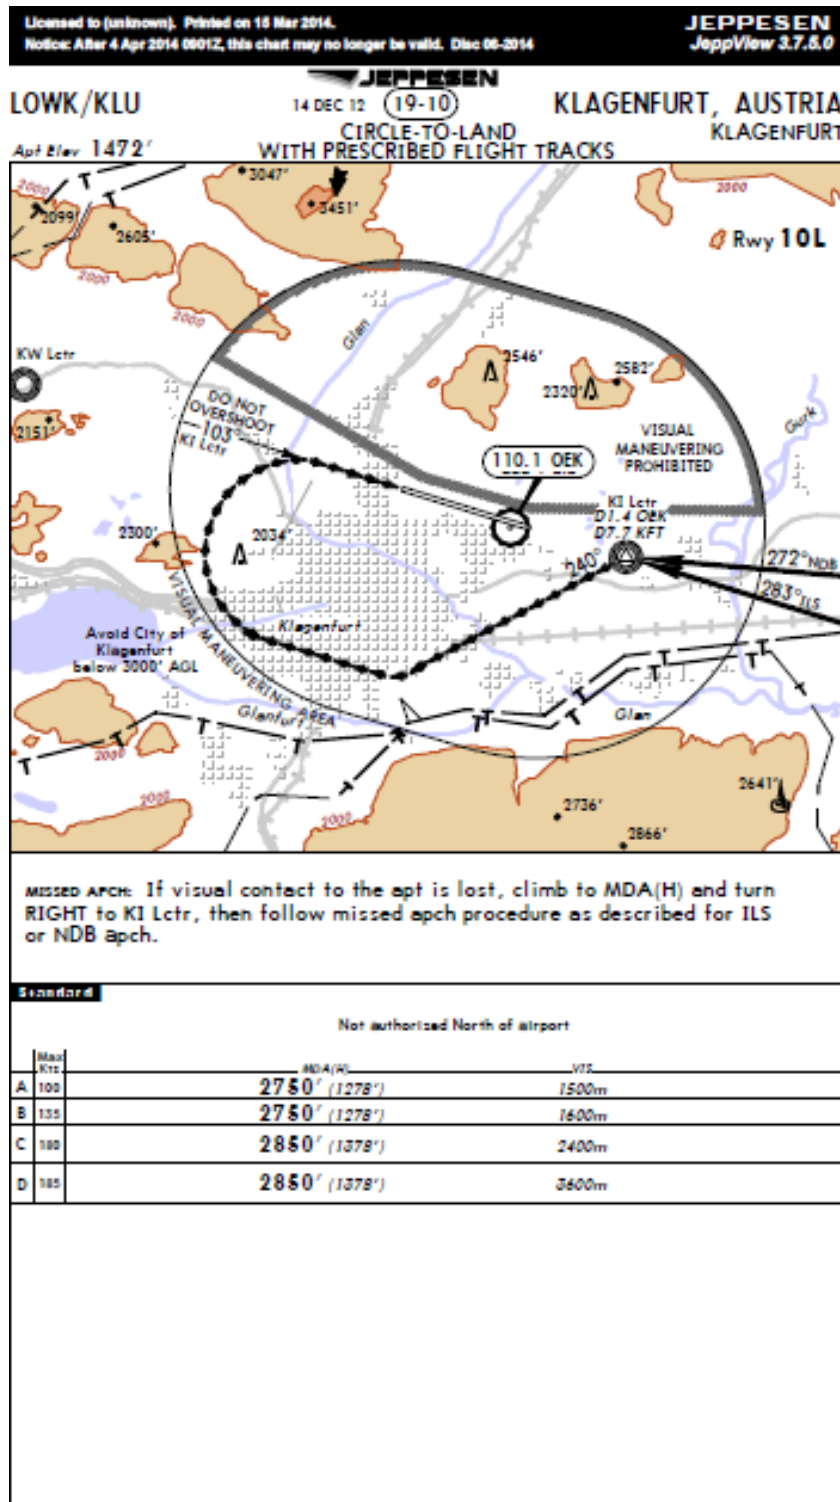 Licensed to (unknown). Printed on 15 Mar 2014.
Notice: After 4 Apr 2014 0901Z, this chart may no longer be valid. Disc 06-2014
JEPPESEN
JeppView 3.7.5.0
JEPPESEN
LOWK/KLU
14 DEC 12
19-10
KLAGENFURT, AUSTRIA
KLAGENFURT
Apt Elev 1472'
CIRCLE-TO-LAND
WITH PRESCRIBED FLIGHT TRACKS
2000
2099'
2605'
2000
3047'
3451'
2000
Rwy 10L
2000
KW Lctr
Glan
2546'
2582'
2320'
Gurk
2151'
DO NOT
OVERSHOOT
103°
KI Lctr
VISUAL
MANEUVERING
PROHIBITED
110.1 OEK
KI Lctr
D1.4 OEK
D7.7 KFT
2300'
2034'
240°
272° NDB
283° ILS
VISUAL MANEUVERING AREA
Klagenfurt
Avoid City of
Klagenfurt
below 3000' AGL
Glanfurt
Glan
2000
2000
2000
2641'
2736'
2866'
MISSED APCH: If visual contact to the apt is lost, climb to MDA(H) and turn
RIGHT to KI Lctr, then follow missed apch procedure as described for ILS
or NDB apch.
Standard
Not authorized North of airport
Max
Kts
MDA(H)
VIS
A 100 2750' (1278') 1500m
B 135 2750' (1278') 1600m
C 180 2850' (1378') 2400m
D 185 2850' (1378') 3600m